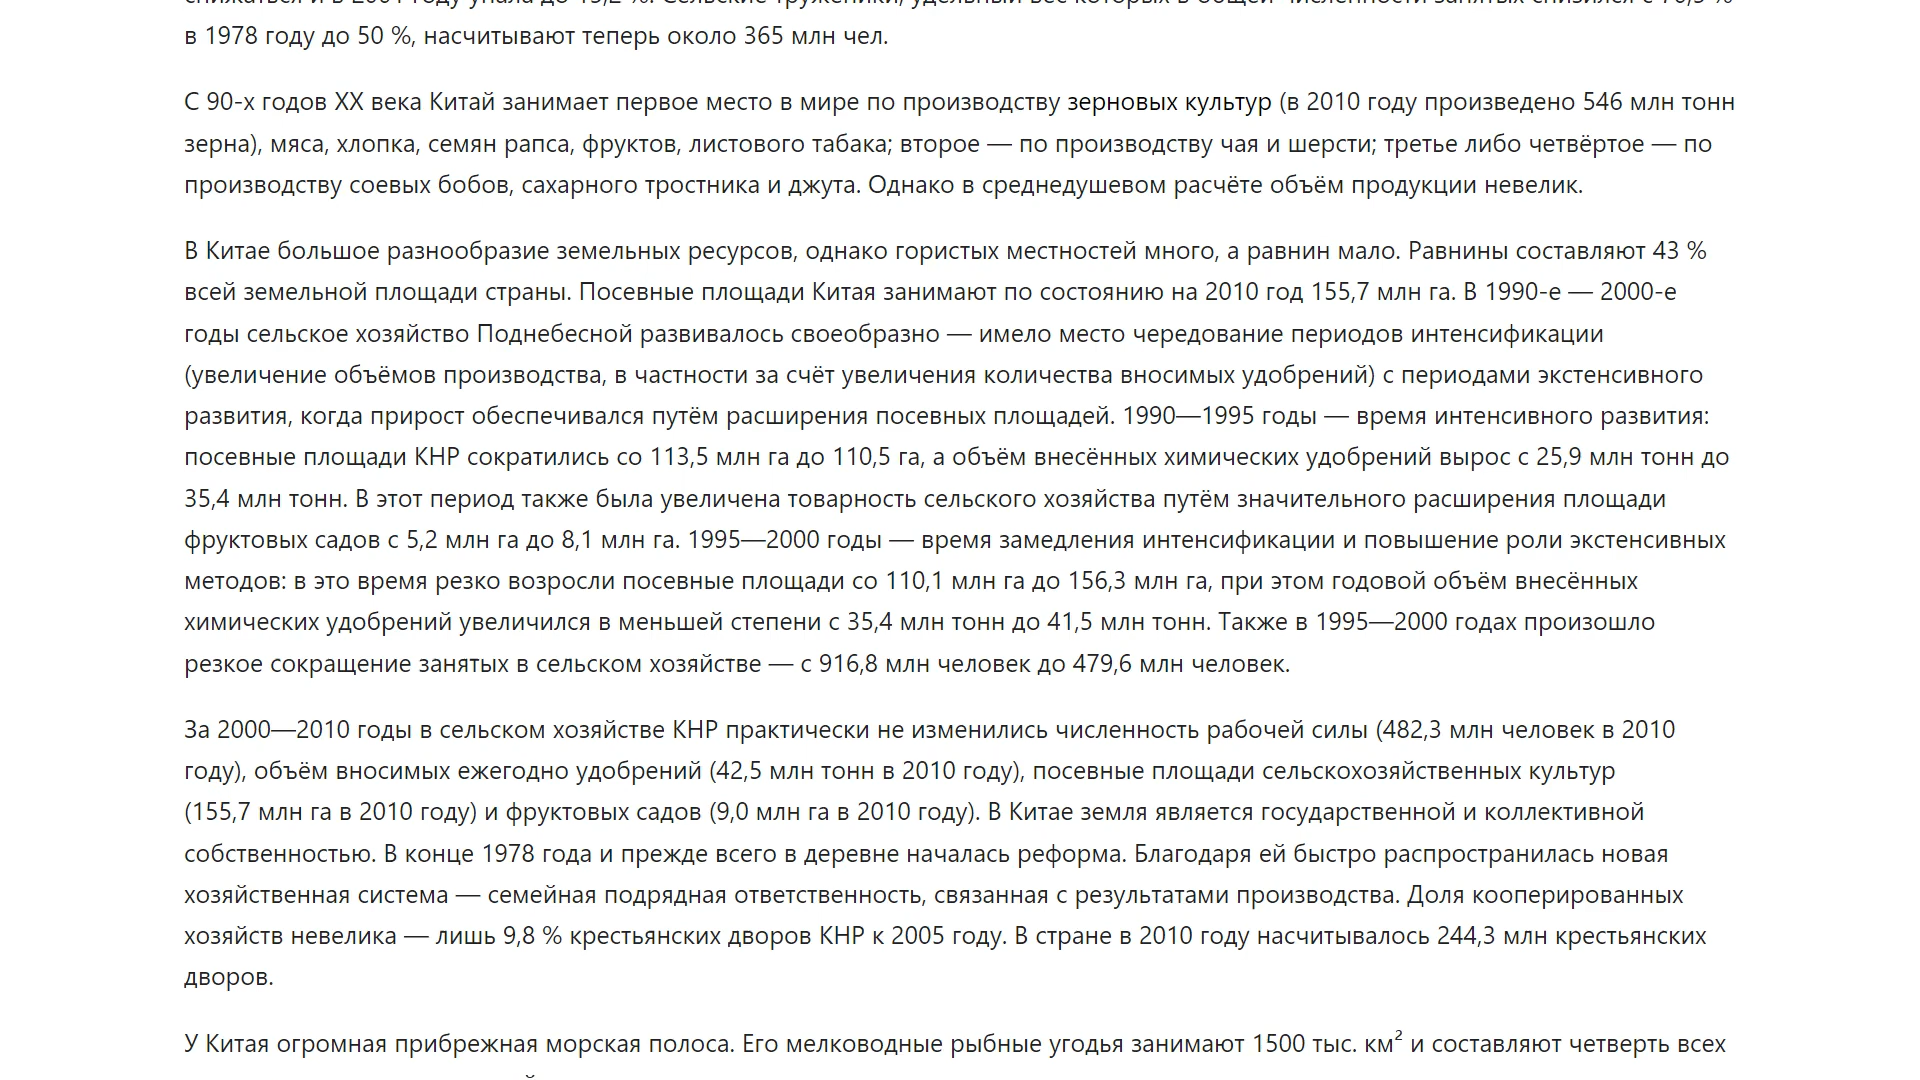 снижаться и в 2004 году упала до 15,2 %. Сельские труженики, удельный вес которых в общей численности занятых снизился с 70,5 %
в 1978 году до 50 %, насчитывают теперь около 365 млн чел.
С 90-х годов XX века Китай занимает первое место в мире по производству зерновых культур (в 2010 году произведено 546 млн тонн
зерна), мяса, хлопка, семян рапса, фруктов, листового табака; второе — по производству чая и шерсти; третье либо четвёртое — по
производству соевых бобов, сахарного тростника и джута. Однако в среднедушевом расчёте объём продукции невелик.
В Китае большое разнообразие земельных ресурсов, однако гористых местностей много, а равнин мало. Равнины составляют 43 %
всей земельной площади страны. Посевные площади Китая занимают по состоянию на 2010 год 155,7 млн га. В 1990-е — 2000-е
годы сельское хозяйство Поднебесной развивалось своеобразно — имело место чередование периодов интенсификации
(увеличение объёмов производства, в частности за счёт увеличения количества вносимых удобрений) с периодами экстенсивного
развития, когда прирост обеспечивался путём расширения посевных площадей. 1990—1995 годы — время интенсивного развития:
посевные площади КНР сократились со 113,5 млн га до 110,5 га, а объём внесённых химических удобрений вырос с 25,9 млн тонн до
35,4 млн тонн. В этот период также была увеличена товарность сельского хозяйства путём значительного расширения площади
фруктовых садов с 5,2 млн га до 8,1 млн га. 1995—2000 годы — время замедления интенсификации и повышение роли экстенсивных
методов: в это время резко возросли посевные площади со 110,1 млн га до 156,3 млн га, при этом годовой объём внесённых
химических удобрений увеличился в меньшей степени с 35,4 млн тонн до 41,5 млн тонн. Также в 1995—2000 годах произошло
резкое сокращение занятых в сельском хозяйстве — с 916,8 млн человек до 479,6 млн человек.
За 2000—2010 годы в сельском хозяйстве КНР практически не изменились численность рабочей силы (482,3 млн человек в 2010
году), объём вносимых ежегодно удобрений (42,5 млн тонн в 2010 году), посевные площади сельскохозяйственных культур
(155,7 млн га в 2010 году) и фруктовых садов (9,0 млн га в 2010 году). В Китае земля является государственной и коллективной
собственностью. В конце 1978 года и прежде всего в деревне началась реформа. Благодаря ей быстро распространилась новая
хозяйственная система — семейная подрядная ответственность, связанная с результатами производства. Доля кооперированных
хозяйств невелика — лишь 9,8 % крестьянских дворов КНР к 2005 году. В стране в 2010 году насчитывалось 244,3 млн крестьянских
дворов.
У Китая огромная прибрежная морская полоса. Его мелководные рыбные угодья занимают 1500 тыс. км² и составляют четверть всех